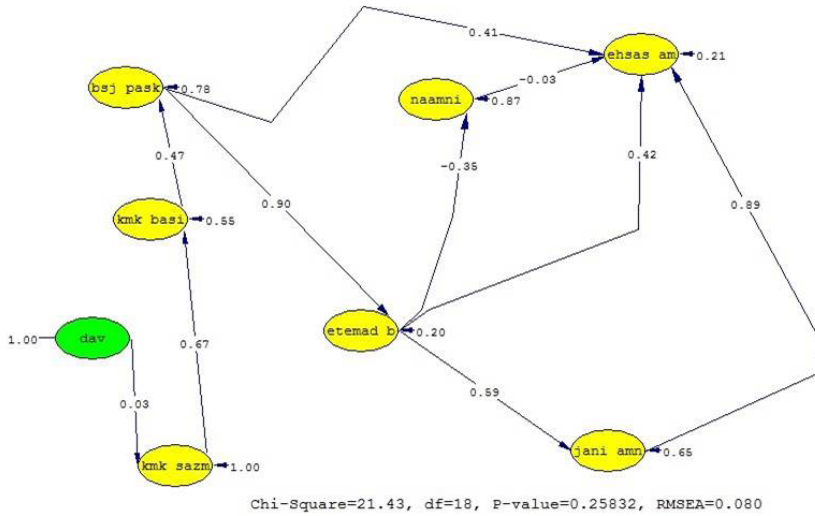 0.41
ehsas am
0.21
-0.03
bsj pask
0.78
naamni
0.87
0.47
0.42
0.90
-0.35
0.89
kmk basi
0.55
etemad b
0.20
1.00
dav
0.67
0.59
0.03
jani amn
0.65
kmk sazm
1.00
Chi-Square=21.43, df=18, P-value=0.25832, RMSEA=0.080